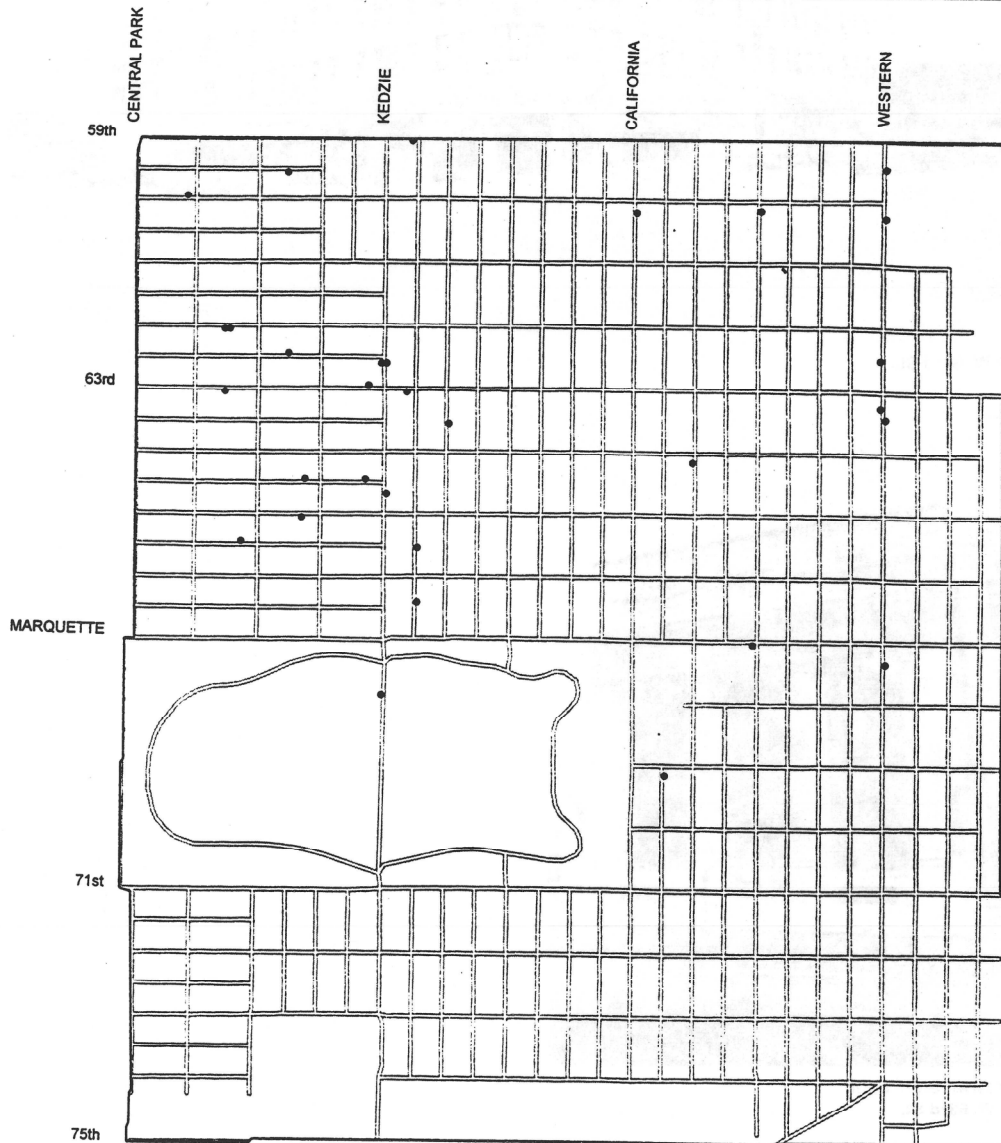 CENTRAL PARK
KEDZIE
CALIFORNIA
WESTERN
59th
63rd
MARQUETTE
71st
75th